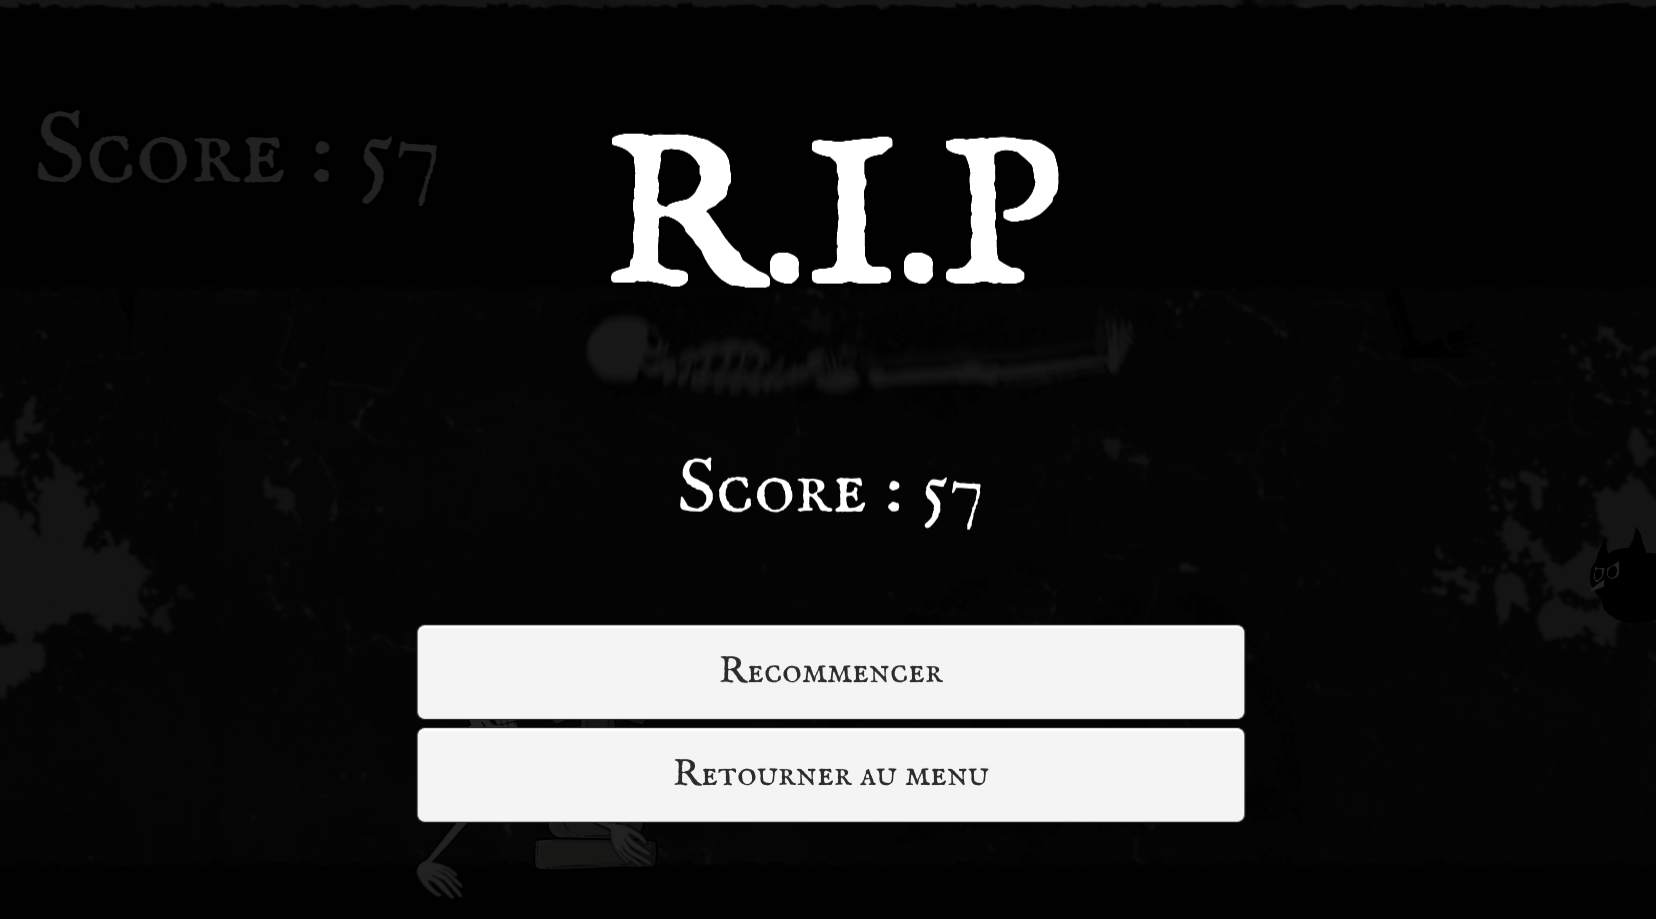 Score : 57
R.I.P
Score : 57
Recommencer
Retourner au menu